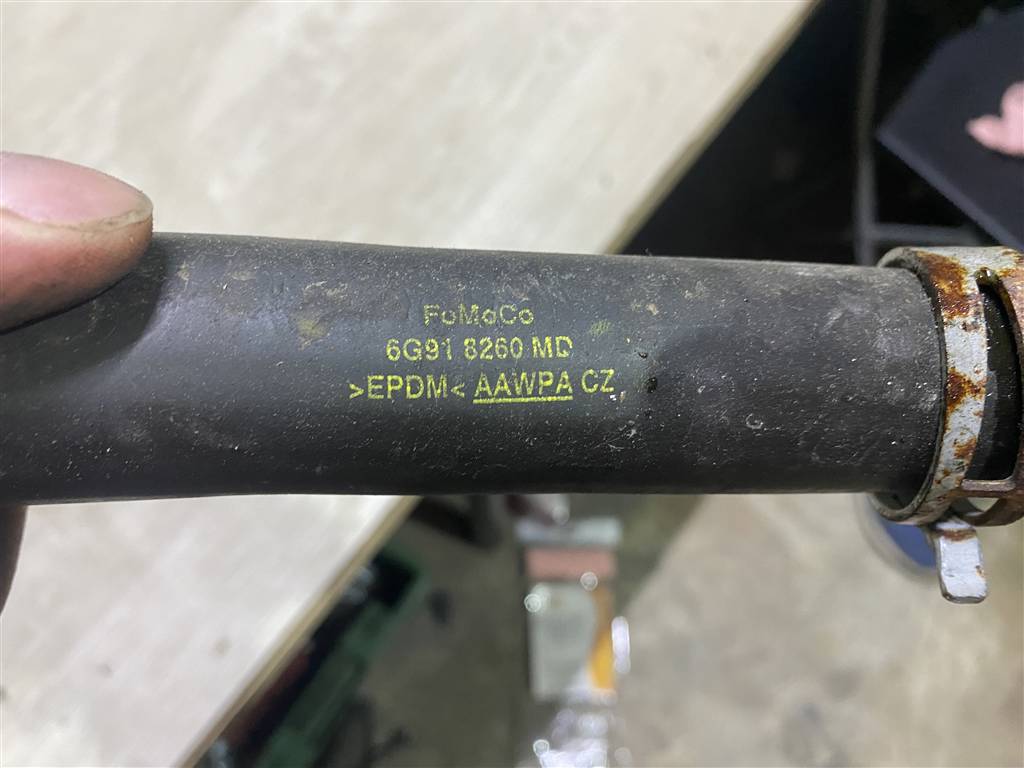 FoMoCo
6G91 8260 MD
>EPDM< AAWPA CZ